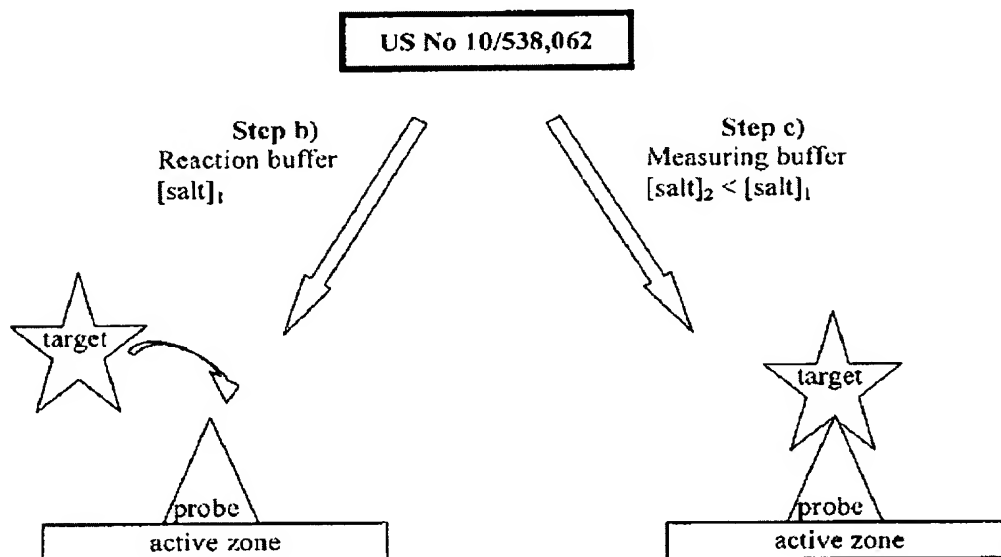 US No 10/538,062
Step b)
Reaction buffer
[salt]₁
Step c)
Measuring buffer
[salt]₂ < [salt]₁
target
probe
active zone
target
probe
active zone